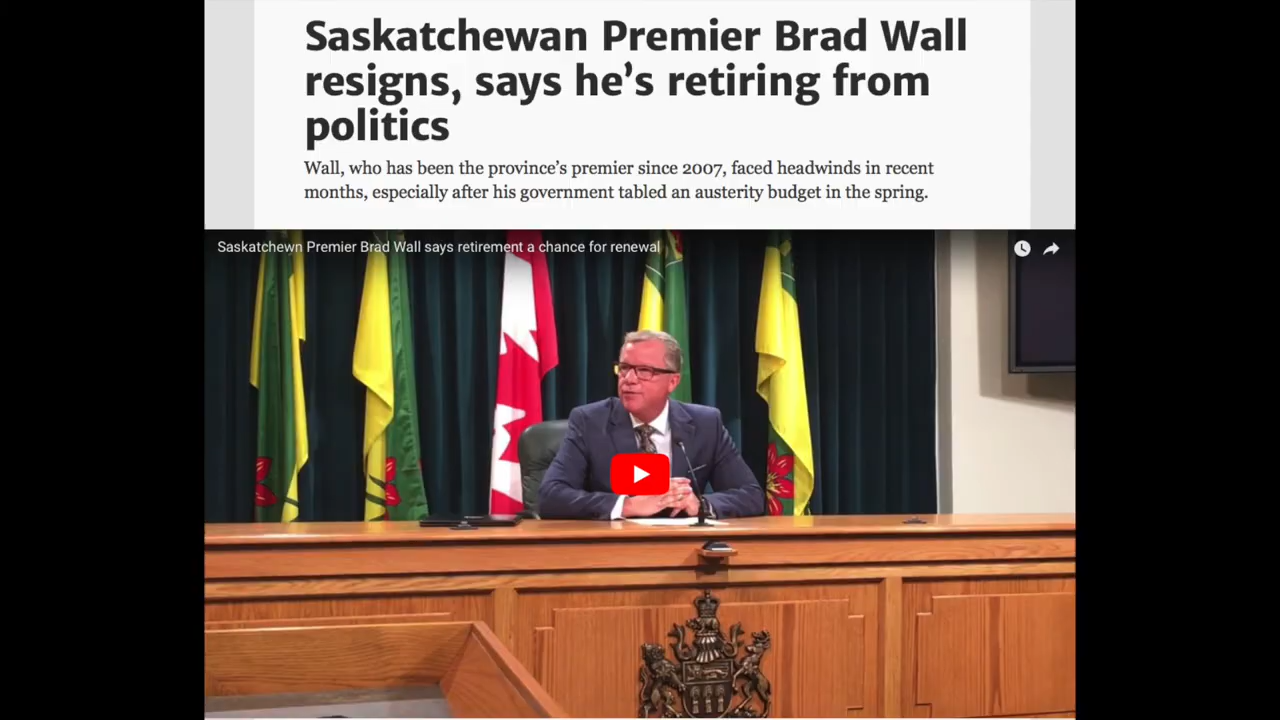 Saskatchewan Premier Brad Wall
resigns, says he’s retiring from
politics
Wall, who has been the province’s premier since 2007, faced headwinds in recent
months, especially after his government tabled an austerity budget in the spring.
Saskatchewn Premier Brad Wall says retirement a chance for renewal